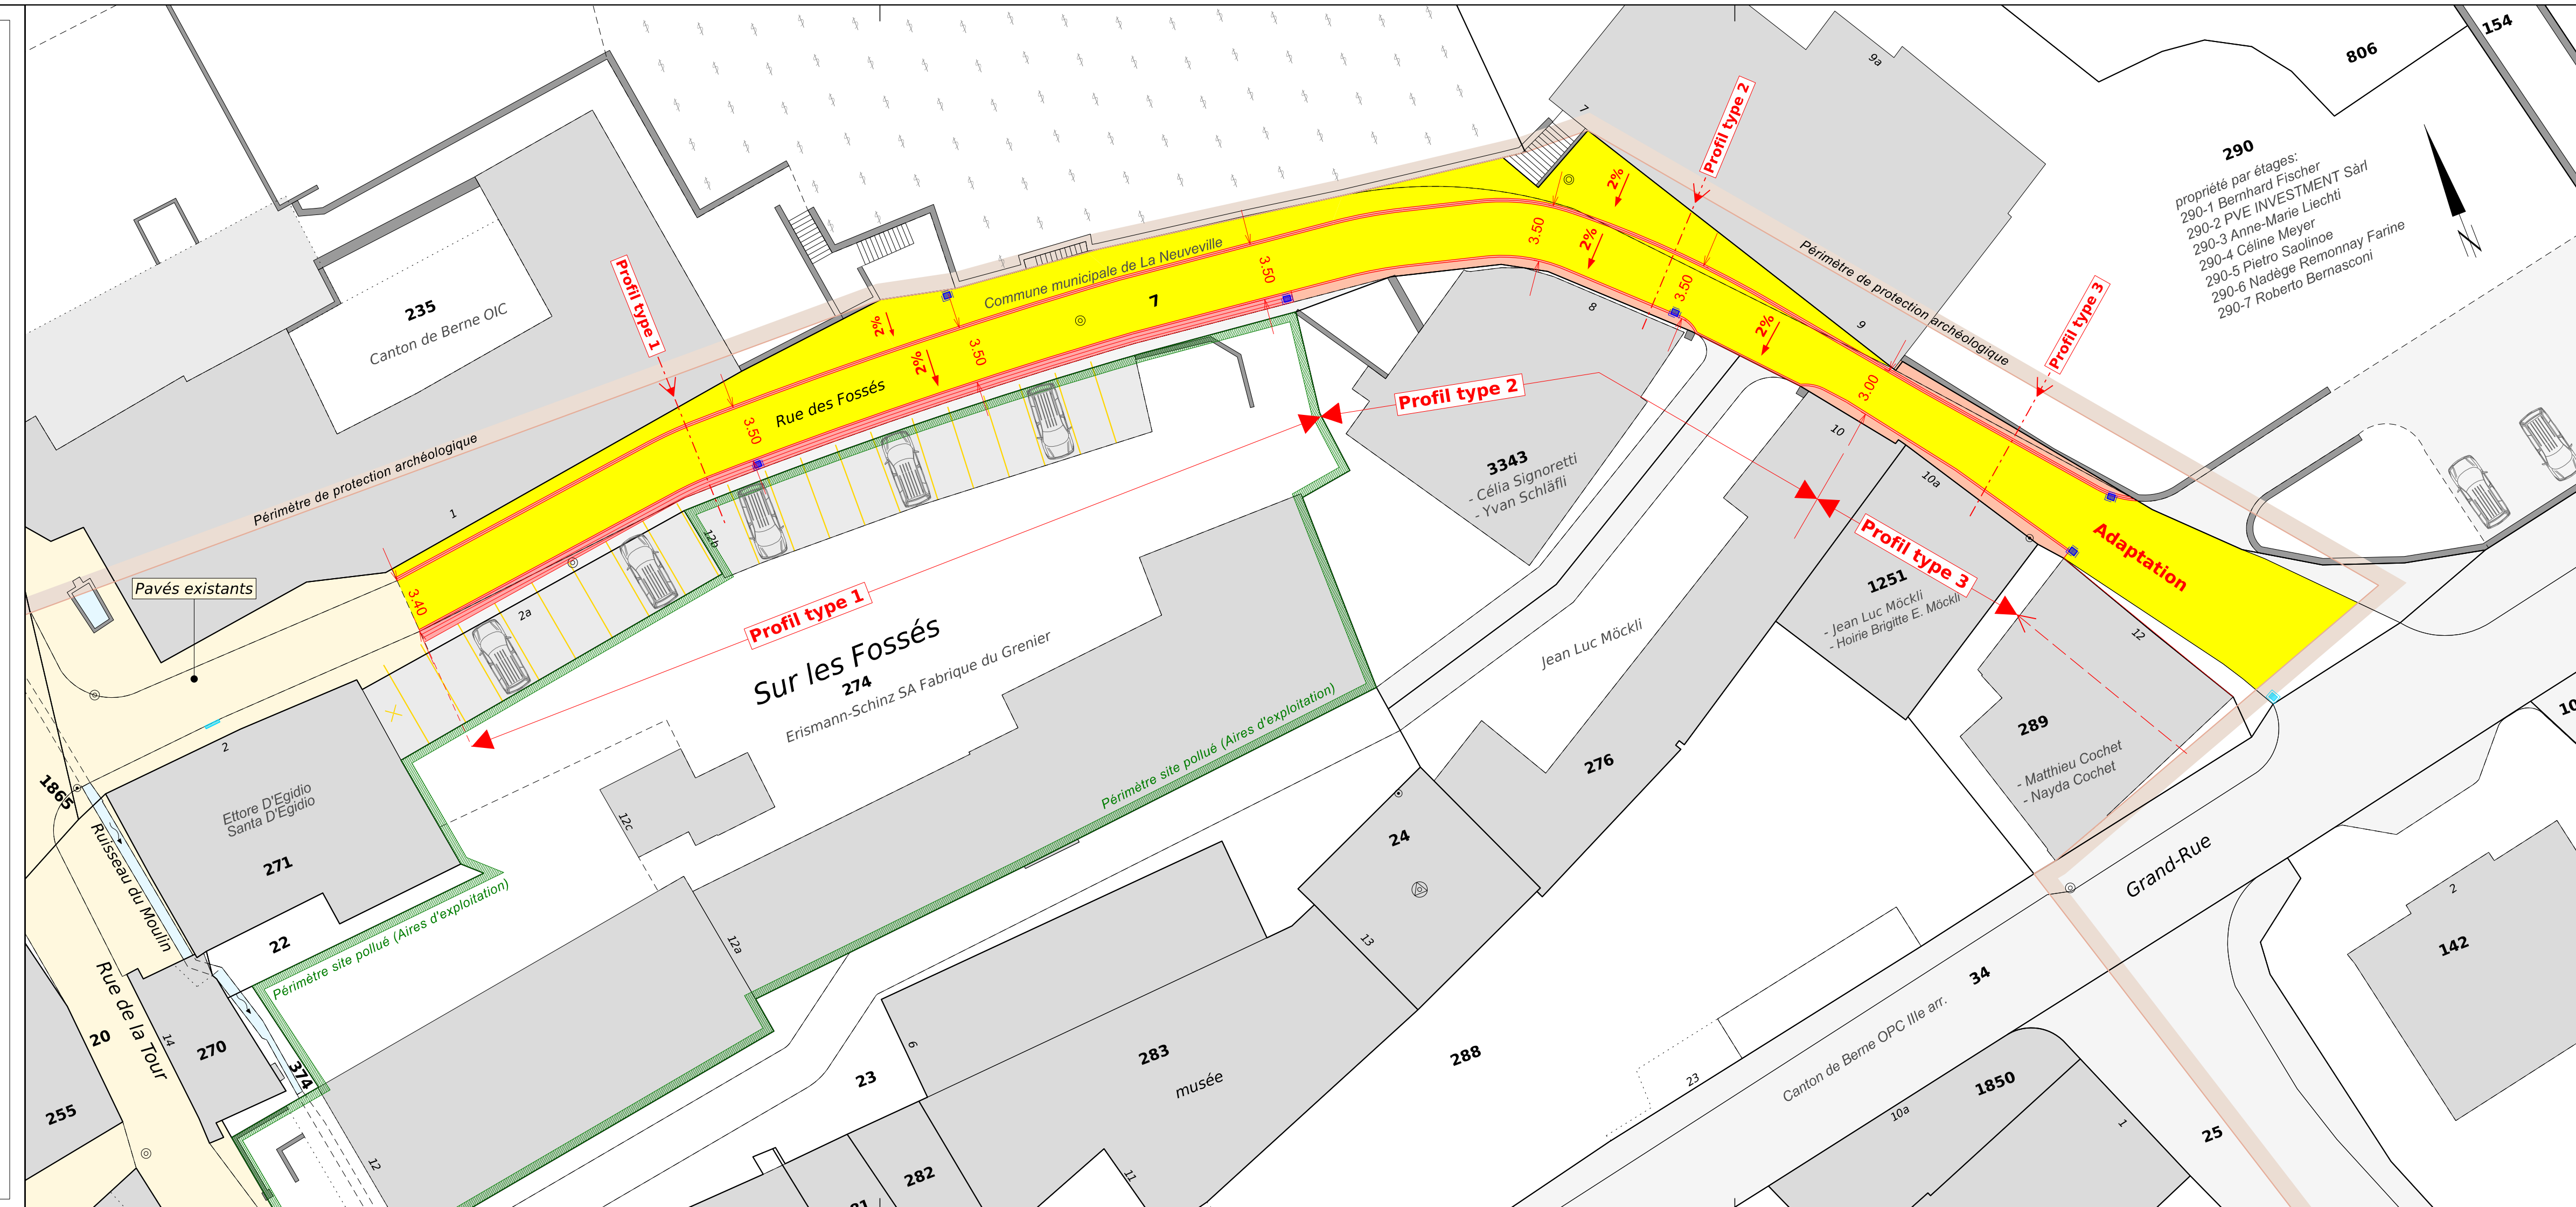 154
806
9a
7
Profil type 2
290
propriété par étages:
290-1 Bernhard Fischer
290-2 PVE INVESTMENT Sàrl
290-3 Anne-Marie Liechti
290-4 Céline Meyer
290-5 Pietro Saolinoe
290-6 Nadège Remonnay Farine
290-7 Roberto Bernasconi
N
2%
2%
3.50
Commune municipale de La Neuveville
3.50
7
Périmètre de protection archéologique
Profil type 1
Profil type 3
235
Canton de Berne OIC
2%
2%
3.50
3.50
8
2%
9
3.00
Rue des Fossés
3.50
Profil type 2
Périmètre de protection archéologique
1
10
10a
3343
- Célia Signoretti
- Yvan Schläfli
12b
Adaptation
Profil type 3
Pavés existants
3.40
2a
Profil type 1
1251
- Jean Luc Möckli
- Hoirie Brigitte E. Möckli
Sur les Fossés
274
Erismann-Schinz SA Fabrique du Grenier
Jean Luc Möckli
12
289
- Matthieu Cochet
- Nayda Cochet
2
1865
Ettore D'Egidio
Santa D'Egidio
271
Ruisseau du Moulin
12c
Périmètre site pollué (Aires d'exploitation)
276
10
24
13
Grand-Rue
2
142
22
Périmètre site pollué (Aires d'exploitation)
12a
Rue de la Tour
20
14
270
374
255
6
283
musée
23
288
34
Canton de Berne OPC IIIe arr.
23
1850
10a
1
25
12
282
11